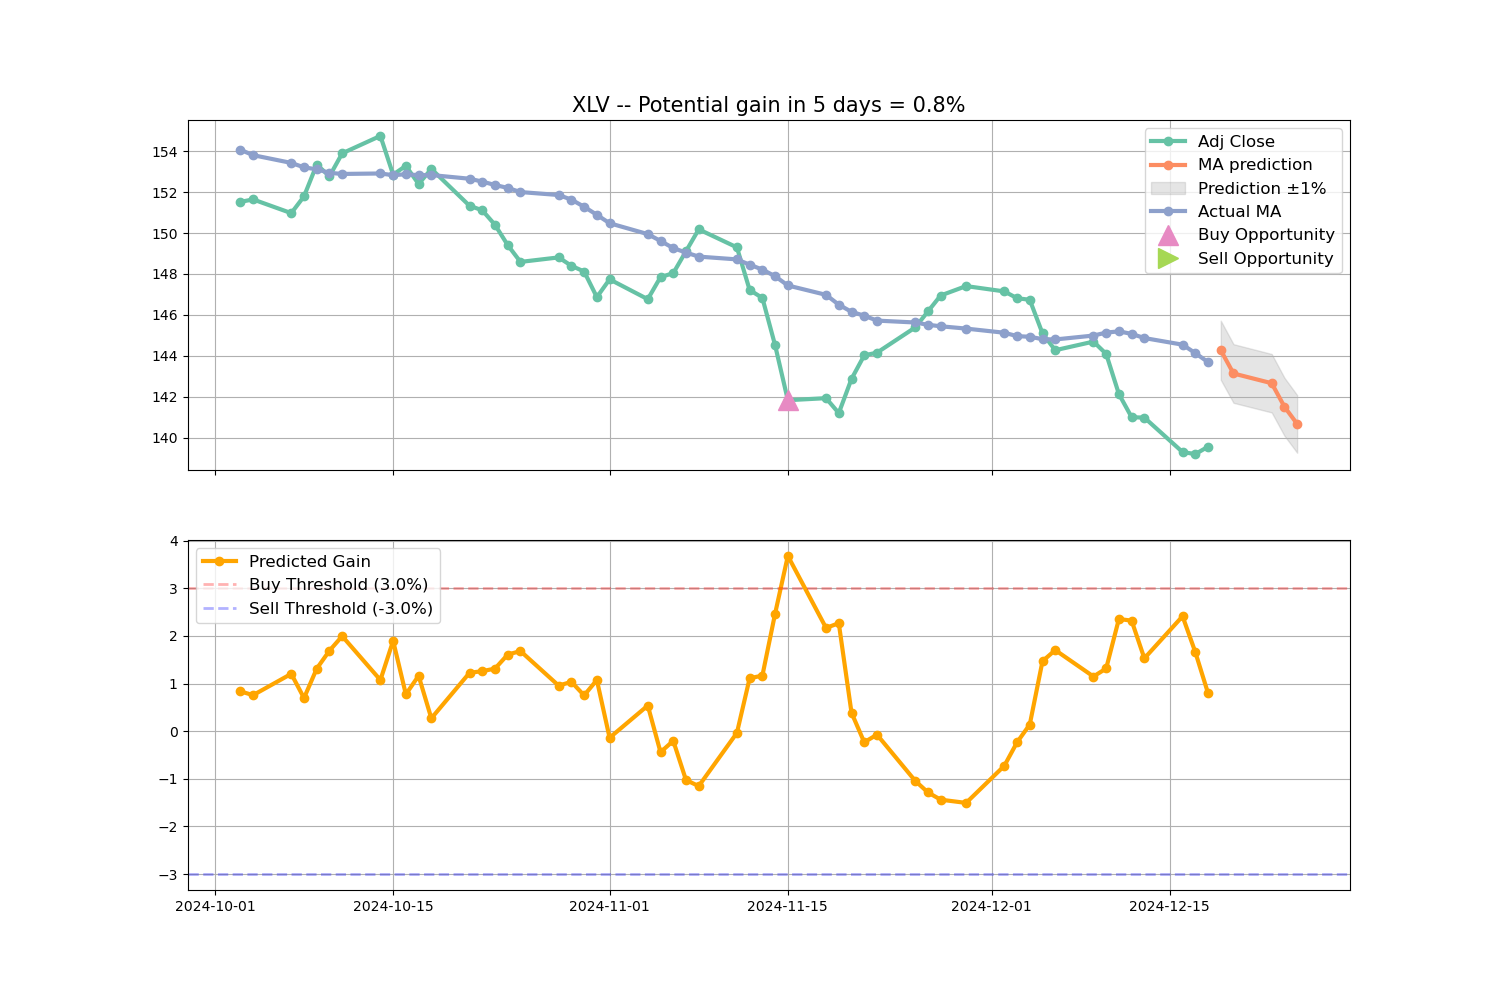 XLV -- Potential gain in 5 days = 0.8%
154
152
150
148
146
144
142
140
Adj Close
MA prediction
Prediction ±1%
Actual MA
Buy Opportunity
Sell Opportunity
4
3
2
1
0
−1
−2
−3
Predicted Gain
Buy Threshold (3.0%)
Sell Threshold (-3.0%)
2024-10-01 2024-10-15 2024-11-01 2024-11-15 2024-12-01 2024-12-15